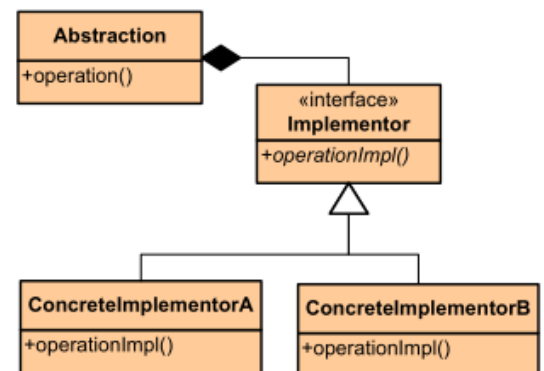 Abstraction
+operation()
«interface»
Implementor
+operationImpl()
ConcreteImplementorA
+operationImpl()
ConcreteImplementorB
+operationImpl()